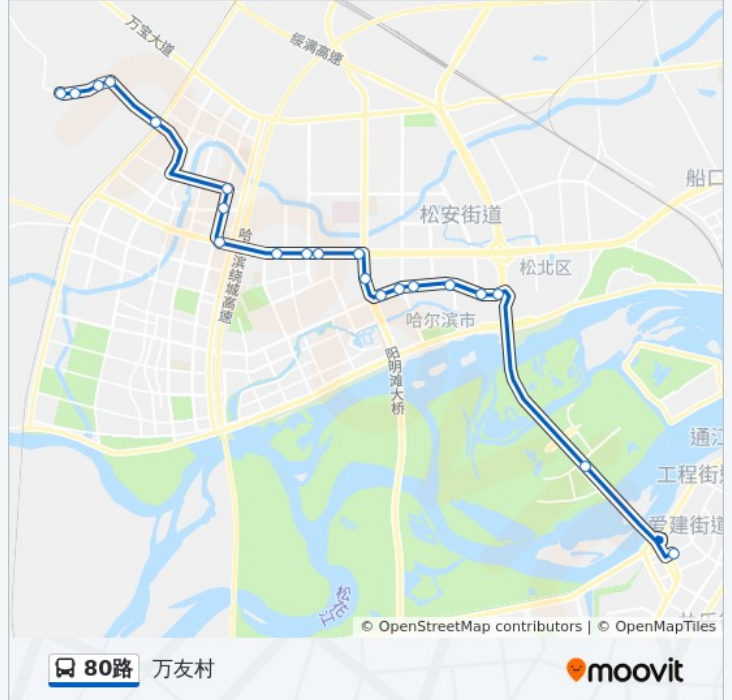 万宝大道
绥满高速
船口
松安街道
哈
滨绕城高速
松北区
哈尔滨市
阳明滩大桥
通江
工程街
爱建街道
松花江
© OpenStreetMap contributors | © OpenMapTiles
80路 万友村
moovit